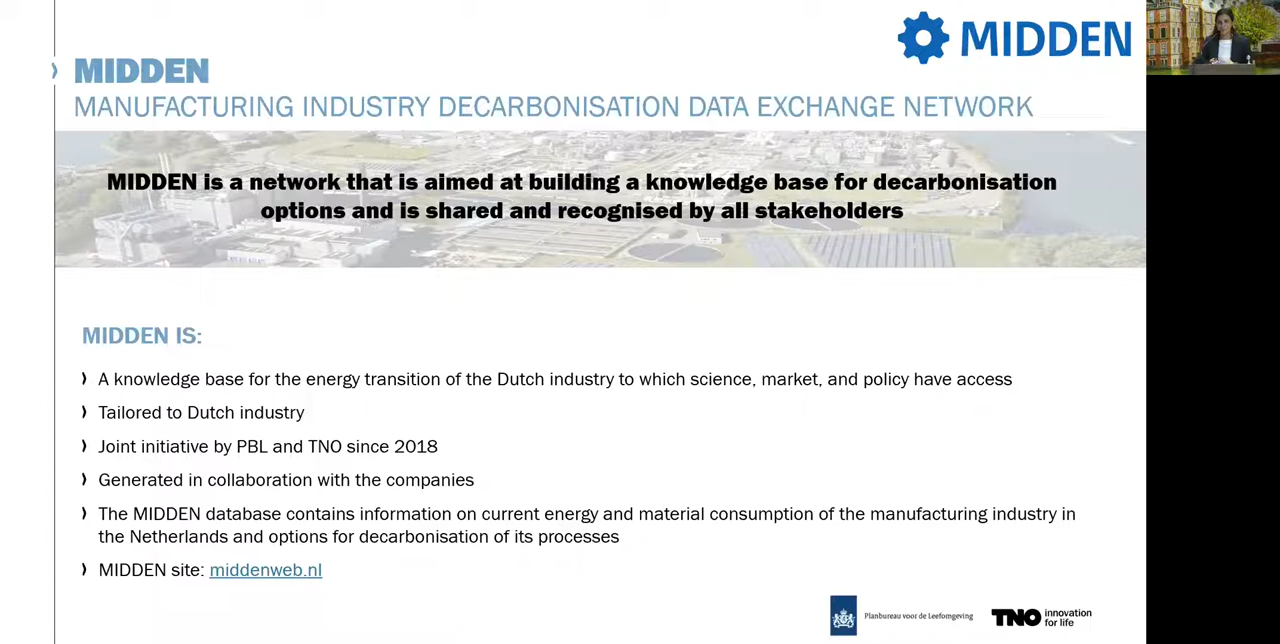 MIDDEN
MIDDEN
MANUFACTURING INDUSTRY DECARBONISATION DATA EXCHANGE NETWORK
MIDDEN is a network that is aimed at building a knowledge base for decarbonisation
options and is shared and recognised by all stakeholders
MIDDEN IS:
A knowledge base for the energy transition of the Dutch industry to which science, market, and policy have access
Tailored to Dutch industry
Joint initiative by PBL and TNO since 2018
Generated in collaboration with the companies
The MIDDEN database contains information on current energy and material consumption of the manufacturing industry in
the Netherlands and options for decarbonisation of its processes
MIDDEN site: middenweb.nl
Planbureau voor de Leefomgeving
TNO innovation
for life